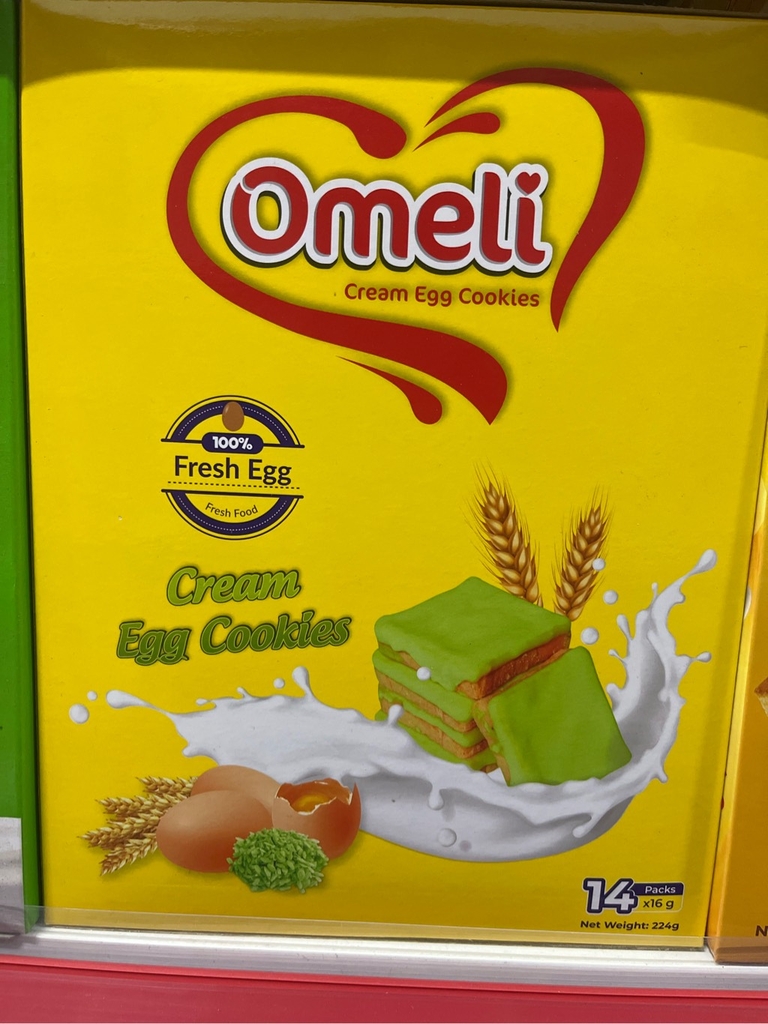 Omeli
Cream Egg Cookies
100%
Fresh Egg
Fresh Food
Cream
Egg Cookies
14 Packs
x16 g
Net Weight: 224g
N